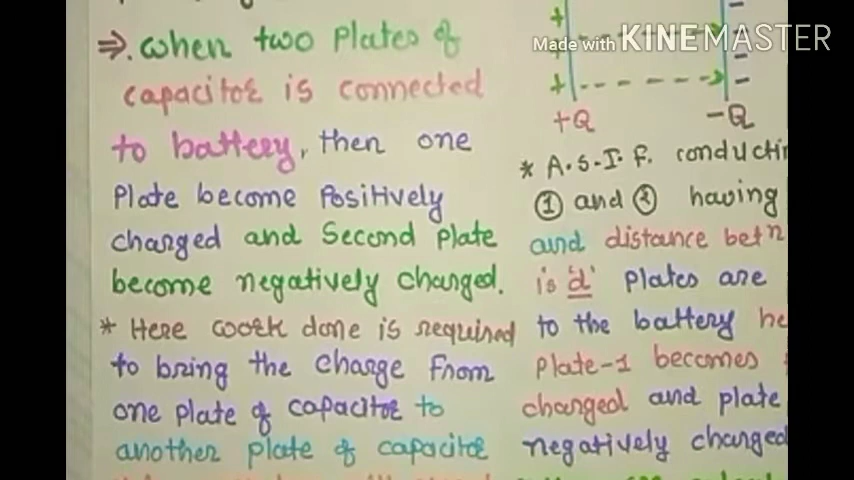 ⇒. when two plates of
capacitor is connected
to battery, then one
Plate become Positively
charged and Second plate
become negatively charged.
* Here work done is required
to bring the charge from
one plate of capacitor to
another plate of capacitor
Made with KINEMASTER
+ -
+ -
+ -
+Q -Q
* A.S.I.F. conducti
① and ② having
and distance betn
is 'd' plates are
to the battery he
Plate-1 becomes
charged and plate
negatively charged